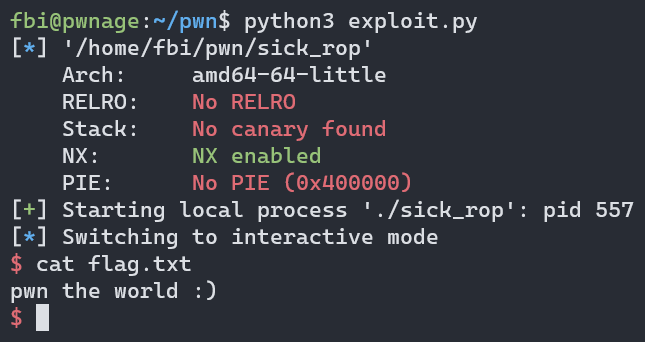 fbi@pwnage:~/pwn$ python3 exploit.py
[*] '/home/fbi/pwn/sick_rop'
    Arch:     amd64-64-little
    RELRO:    No RELRO
    Stack:    No canary found
    NX:       NX enabled
    PIE:      No PIE (0x400000)
[+] Starting local process './sick_rop': pid 557
[*] Switching to interactive mode
$ cat flag.txt
pwn the world :)
$